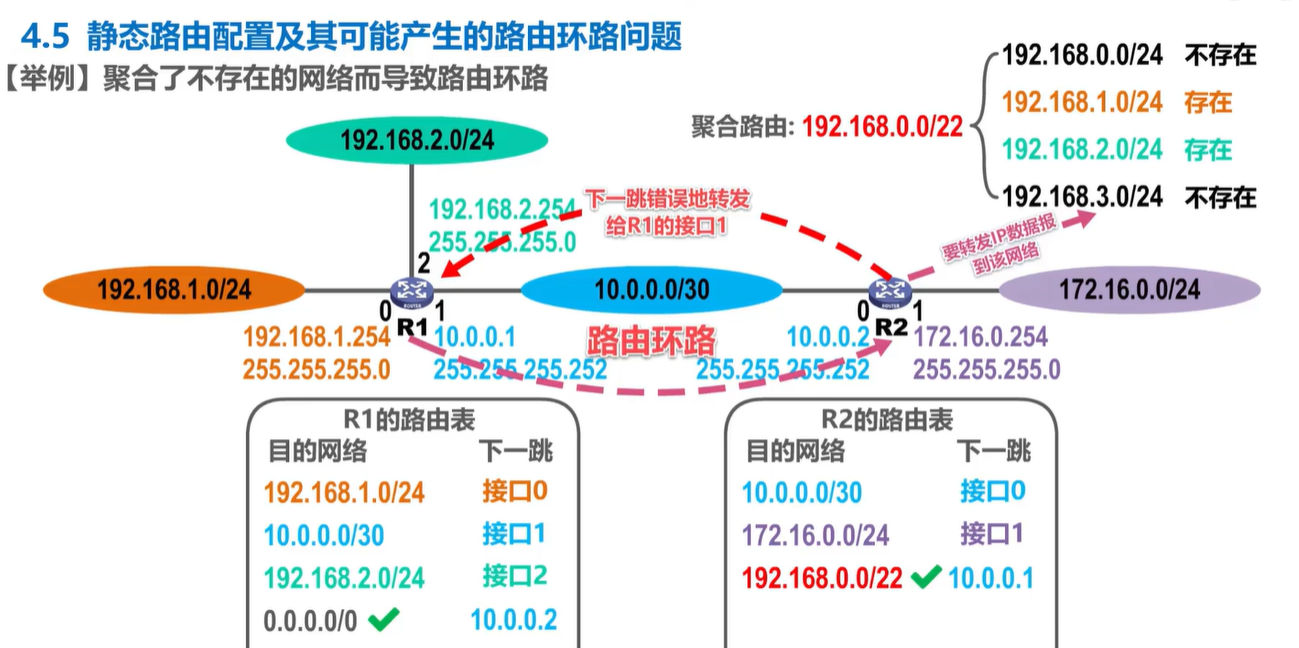 4.5 静态路由配置及其可能产生的路由环路问题
【举例】聚合了不存在的网络而导致路由环路
聚合路由: 192.168.0.0/22
192.168.0.0/24 不存在
192.168.1.0/24 存在
192.168.2.0/24 存在
192.168.3.0/24 不存在
192.168.2.0/24
192.168.2.254
255.255.255.0
下一跳错误地转发
给R1的接口1
要转发IP数据报
到该网络
2
192.168.1.0/24
ROUTER
10.0.0.0/30
ROUTER
172.16.0.0/24
0
R1
1
0
R2
1
192.168.1.254
255.255.255.0
10.0.0.1
255.255.255.252
路由环路
10.0.0.2
255.255.255.252
172.16.0.254
255.255.255.0
R1的路由表
目的网络 下一跳
192.168.1.0/24 接口0
10.0.0.0/30 接口1
192.168.2.0/24 接口2
0.0.0.0/0 10.0.0.2
R2的路由表
目的网络 下一跳
10.0.0.0/30 接口0
172.16.0.0/24 接口1
192.168.0.0/22 10.0.0.1